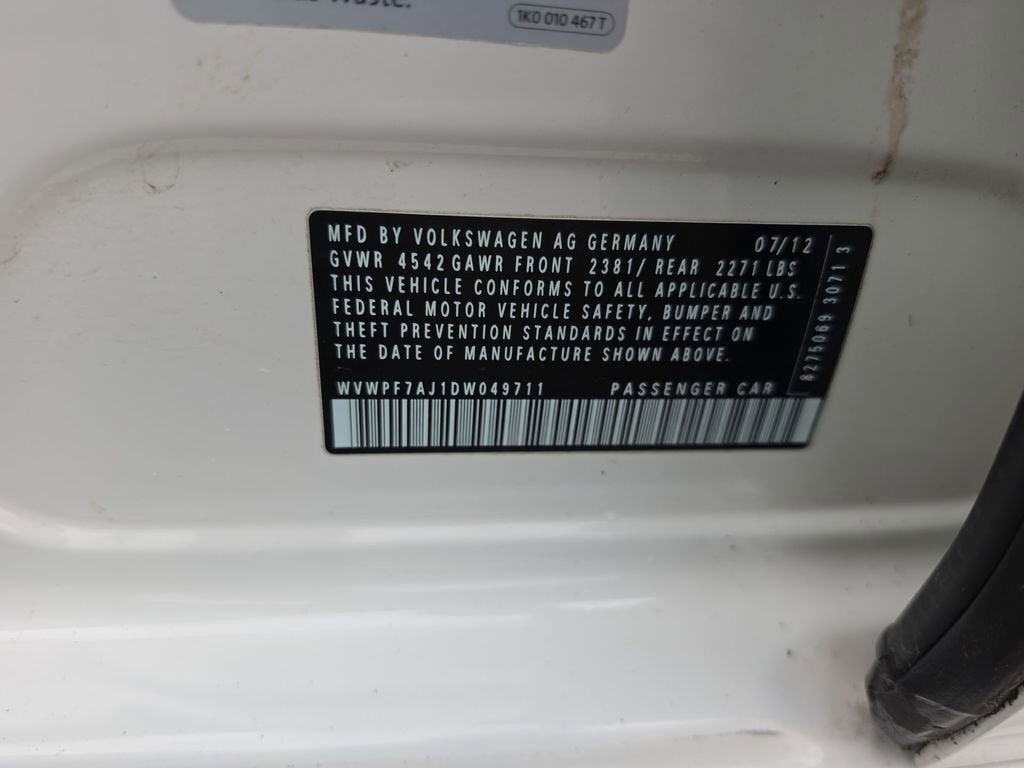 1K0 010 467 T
MFD BY VOLKSWAGEN AG GERMANY 07/12
GVWR 4542 GAWR FRONT 2381/ REAR 2271 LBS
THIS VEHICLE CONFORMS TO ALL APPLICABLE U.S.
FEDERAL MOTOR VEHICLE SAFETY, BUMPER AND
THEFT PREVENTION STANDARDS IN EFFECT ON
THE DATE OF MANUFACTURE SHOWN ABOVE.
WVWPF7AJ1DW049711 PASSENGER CAR
8275069 3071 3